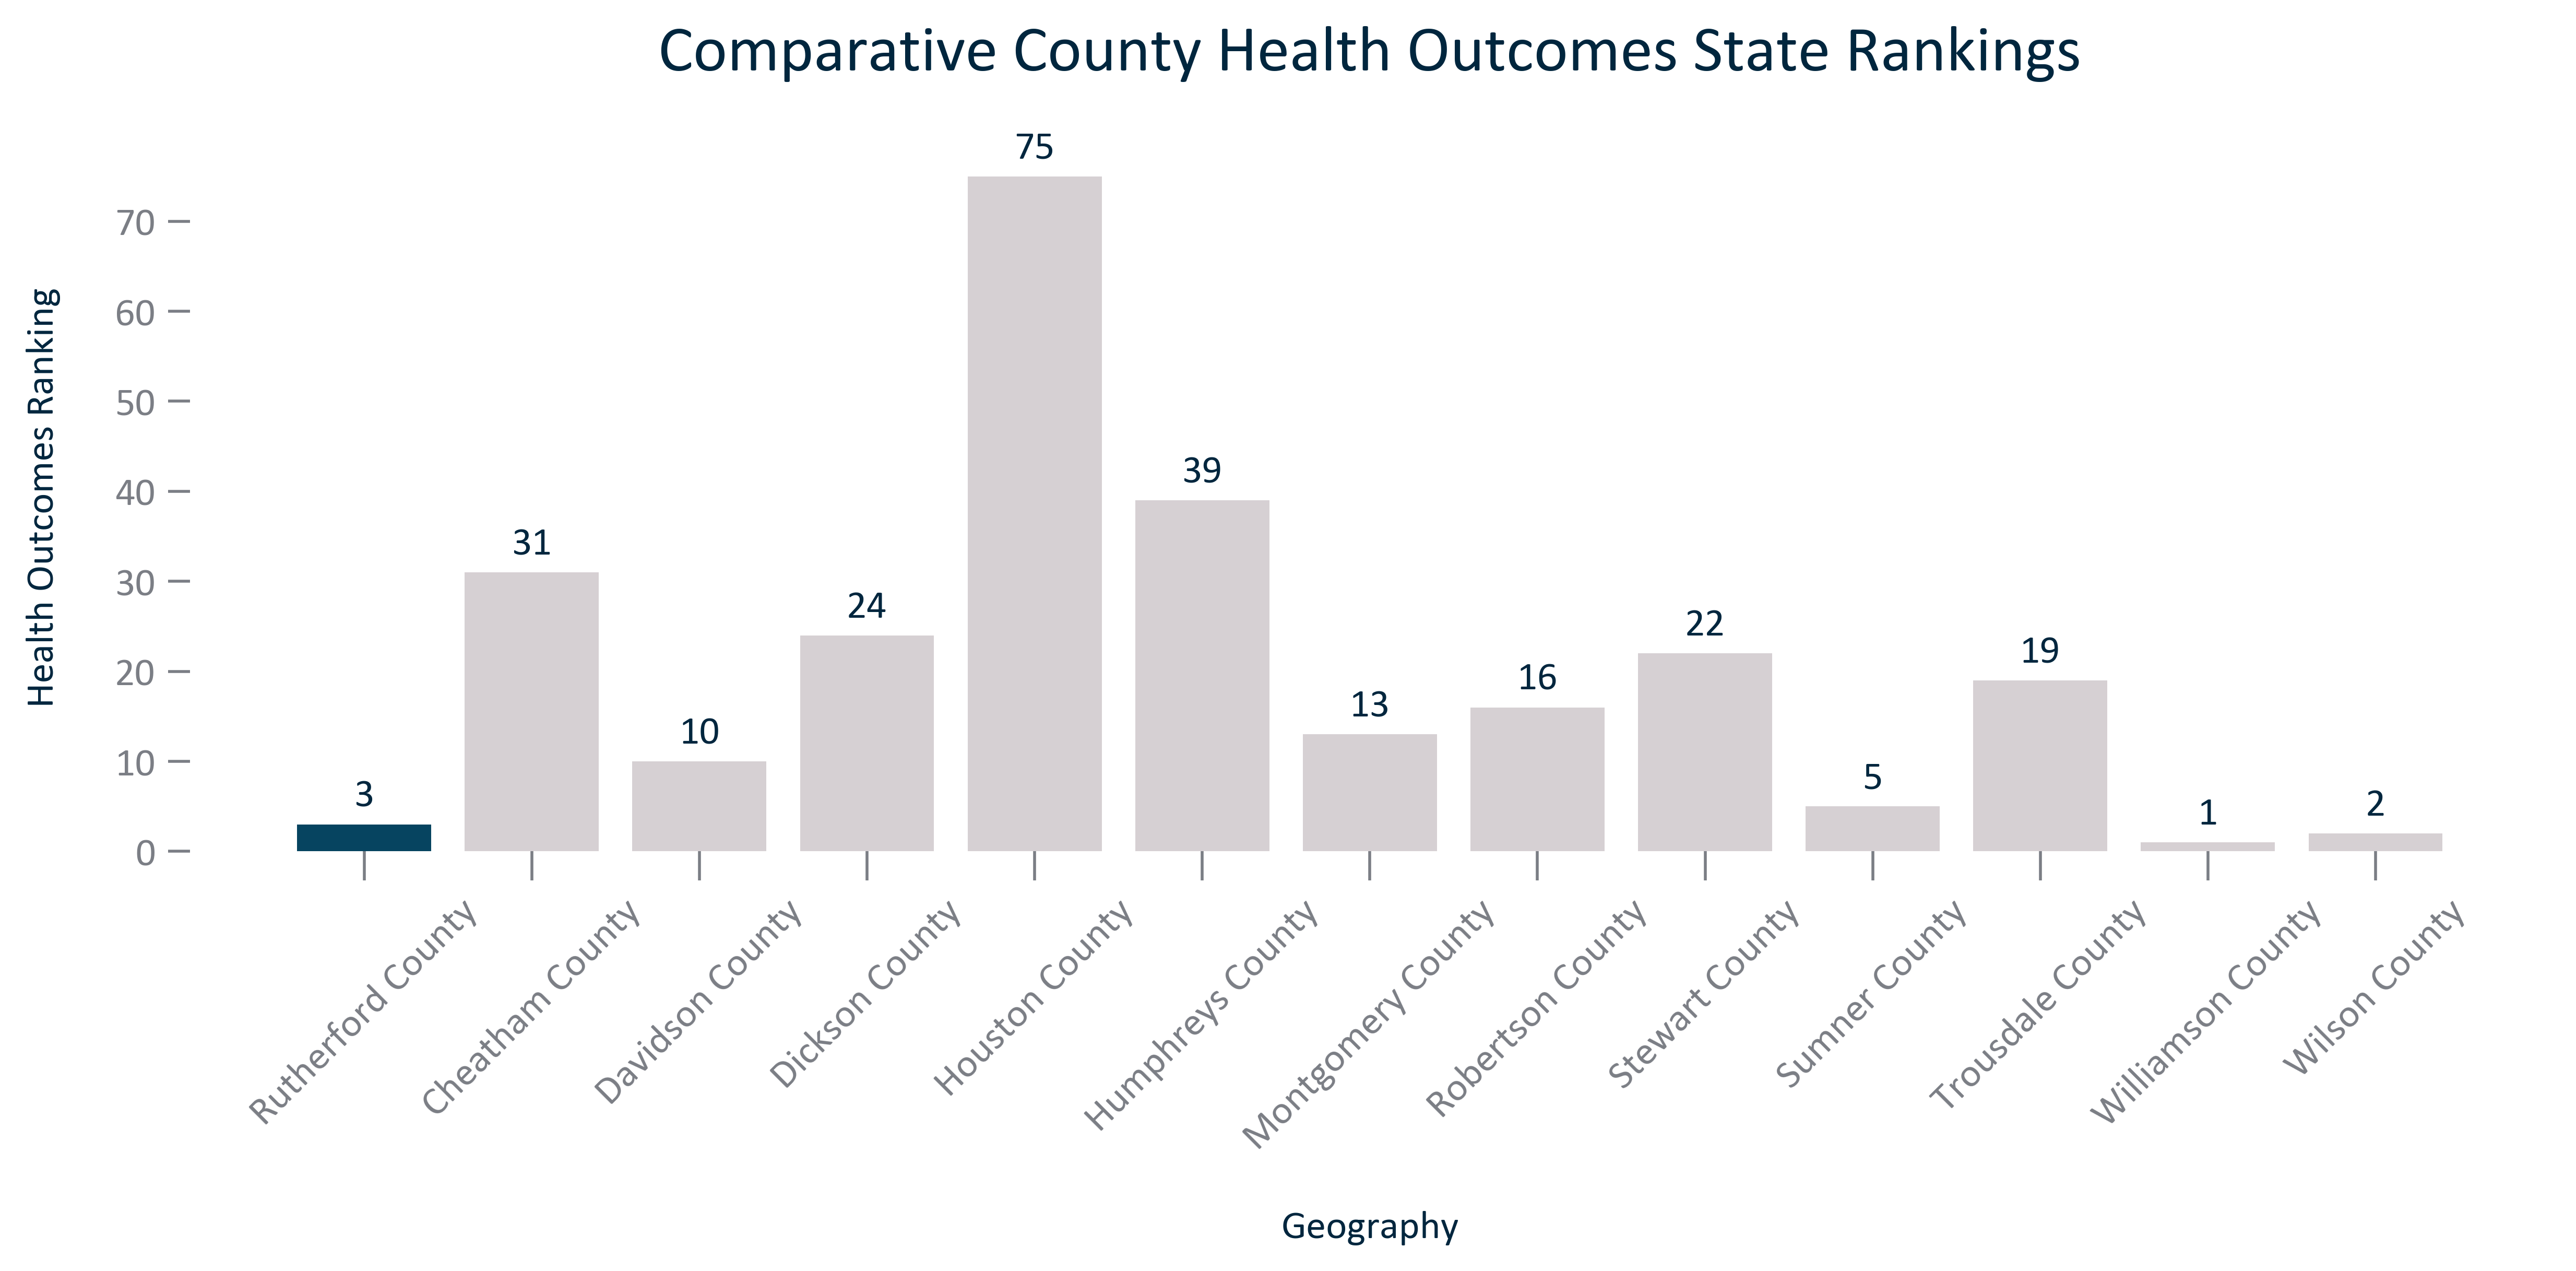 Comparative County Health Outcomes State Rankings
Health Outcomes Ranking
70
60
50
40
30
20
10
0
3
31
10
24
75
39
13
16
22
5
19
1
2
Rutherford County
Cheatham County
Davidson County
Dickson County
Houston County
Humphreys County
Montgomery County
Robertson County
Stewart County
Sumner County
Trousdale County
Williamson County
Wilson County
Geography